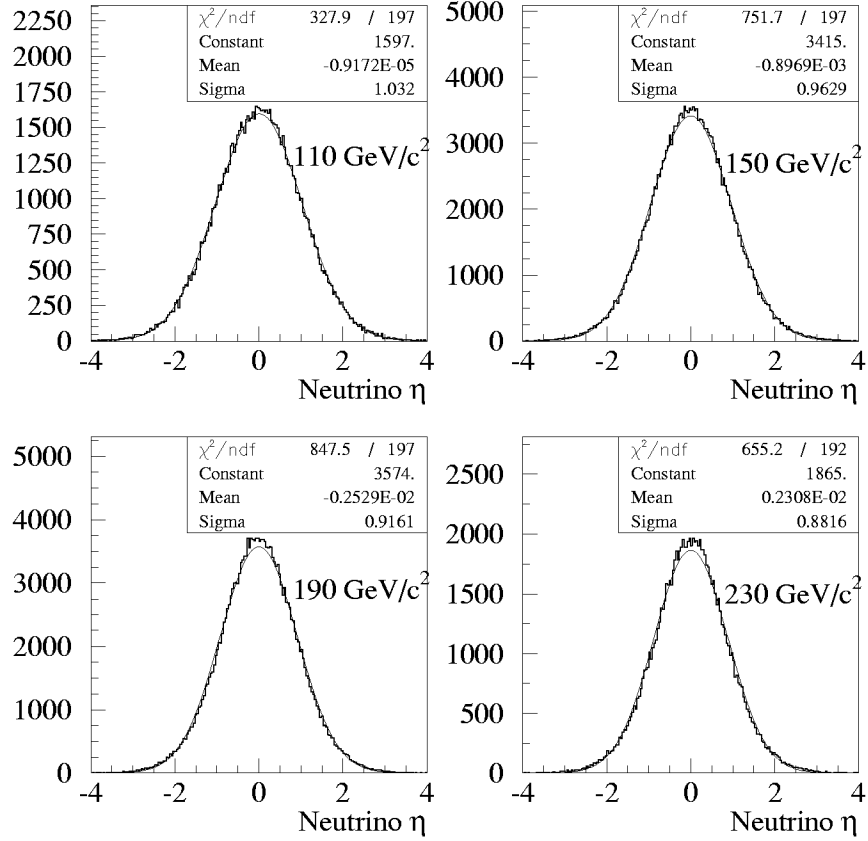 χ²/ndf 327.9 / 197
Constant 1597.
Mean -0.9172E-05
Sigma 1.032
110 GeV/c²
2250
2000
1750
1500
1250
1000
750
500
250
0
-4 -2 0 2 4
Neutrino η
χ²/ndf 751.7 / 197
Constant 3415.
Mean -0.8969E-03
Sigma 0.9629
150 GeV/c²
5000
4000
3000
2000
1000
0
-4 -2 0 2 4
Neutrino η
χ²/ndf 847.5 / 197
Constant 3574.
Mean -0.2529E-02
Sigma 0.9161
190 GeV/c²
5000
4000
3000
2000
1000
0
-4 -2 0 2 4
Neutrino η
χ²/ndf 655.2 / 192
Constant 1865.
Mean 0.2308E-02
Sigma 0.8816
230 GeV/c²
2500
2000
1500
1000
500
0
-4 -2 0 2 4
Neutrino η